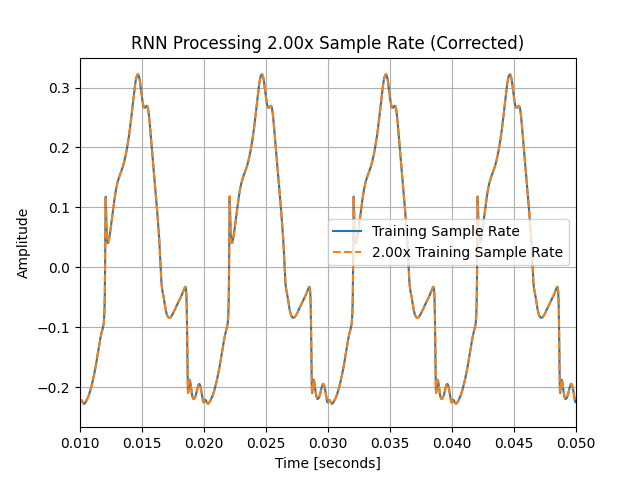 RNN Processing 2.00x Sample Rate (Corrected)
0.3
0.2
0.1
0.0
−0.1
−0.2
Amplitude
Training Sample Rate
2.00x Training Sample Rate
0.010 0.015 0.020 0.025 0.030 0.035 0.040 0.045 0.050
Time [seconds]